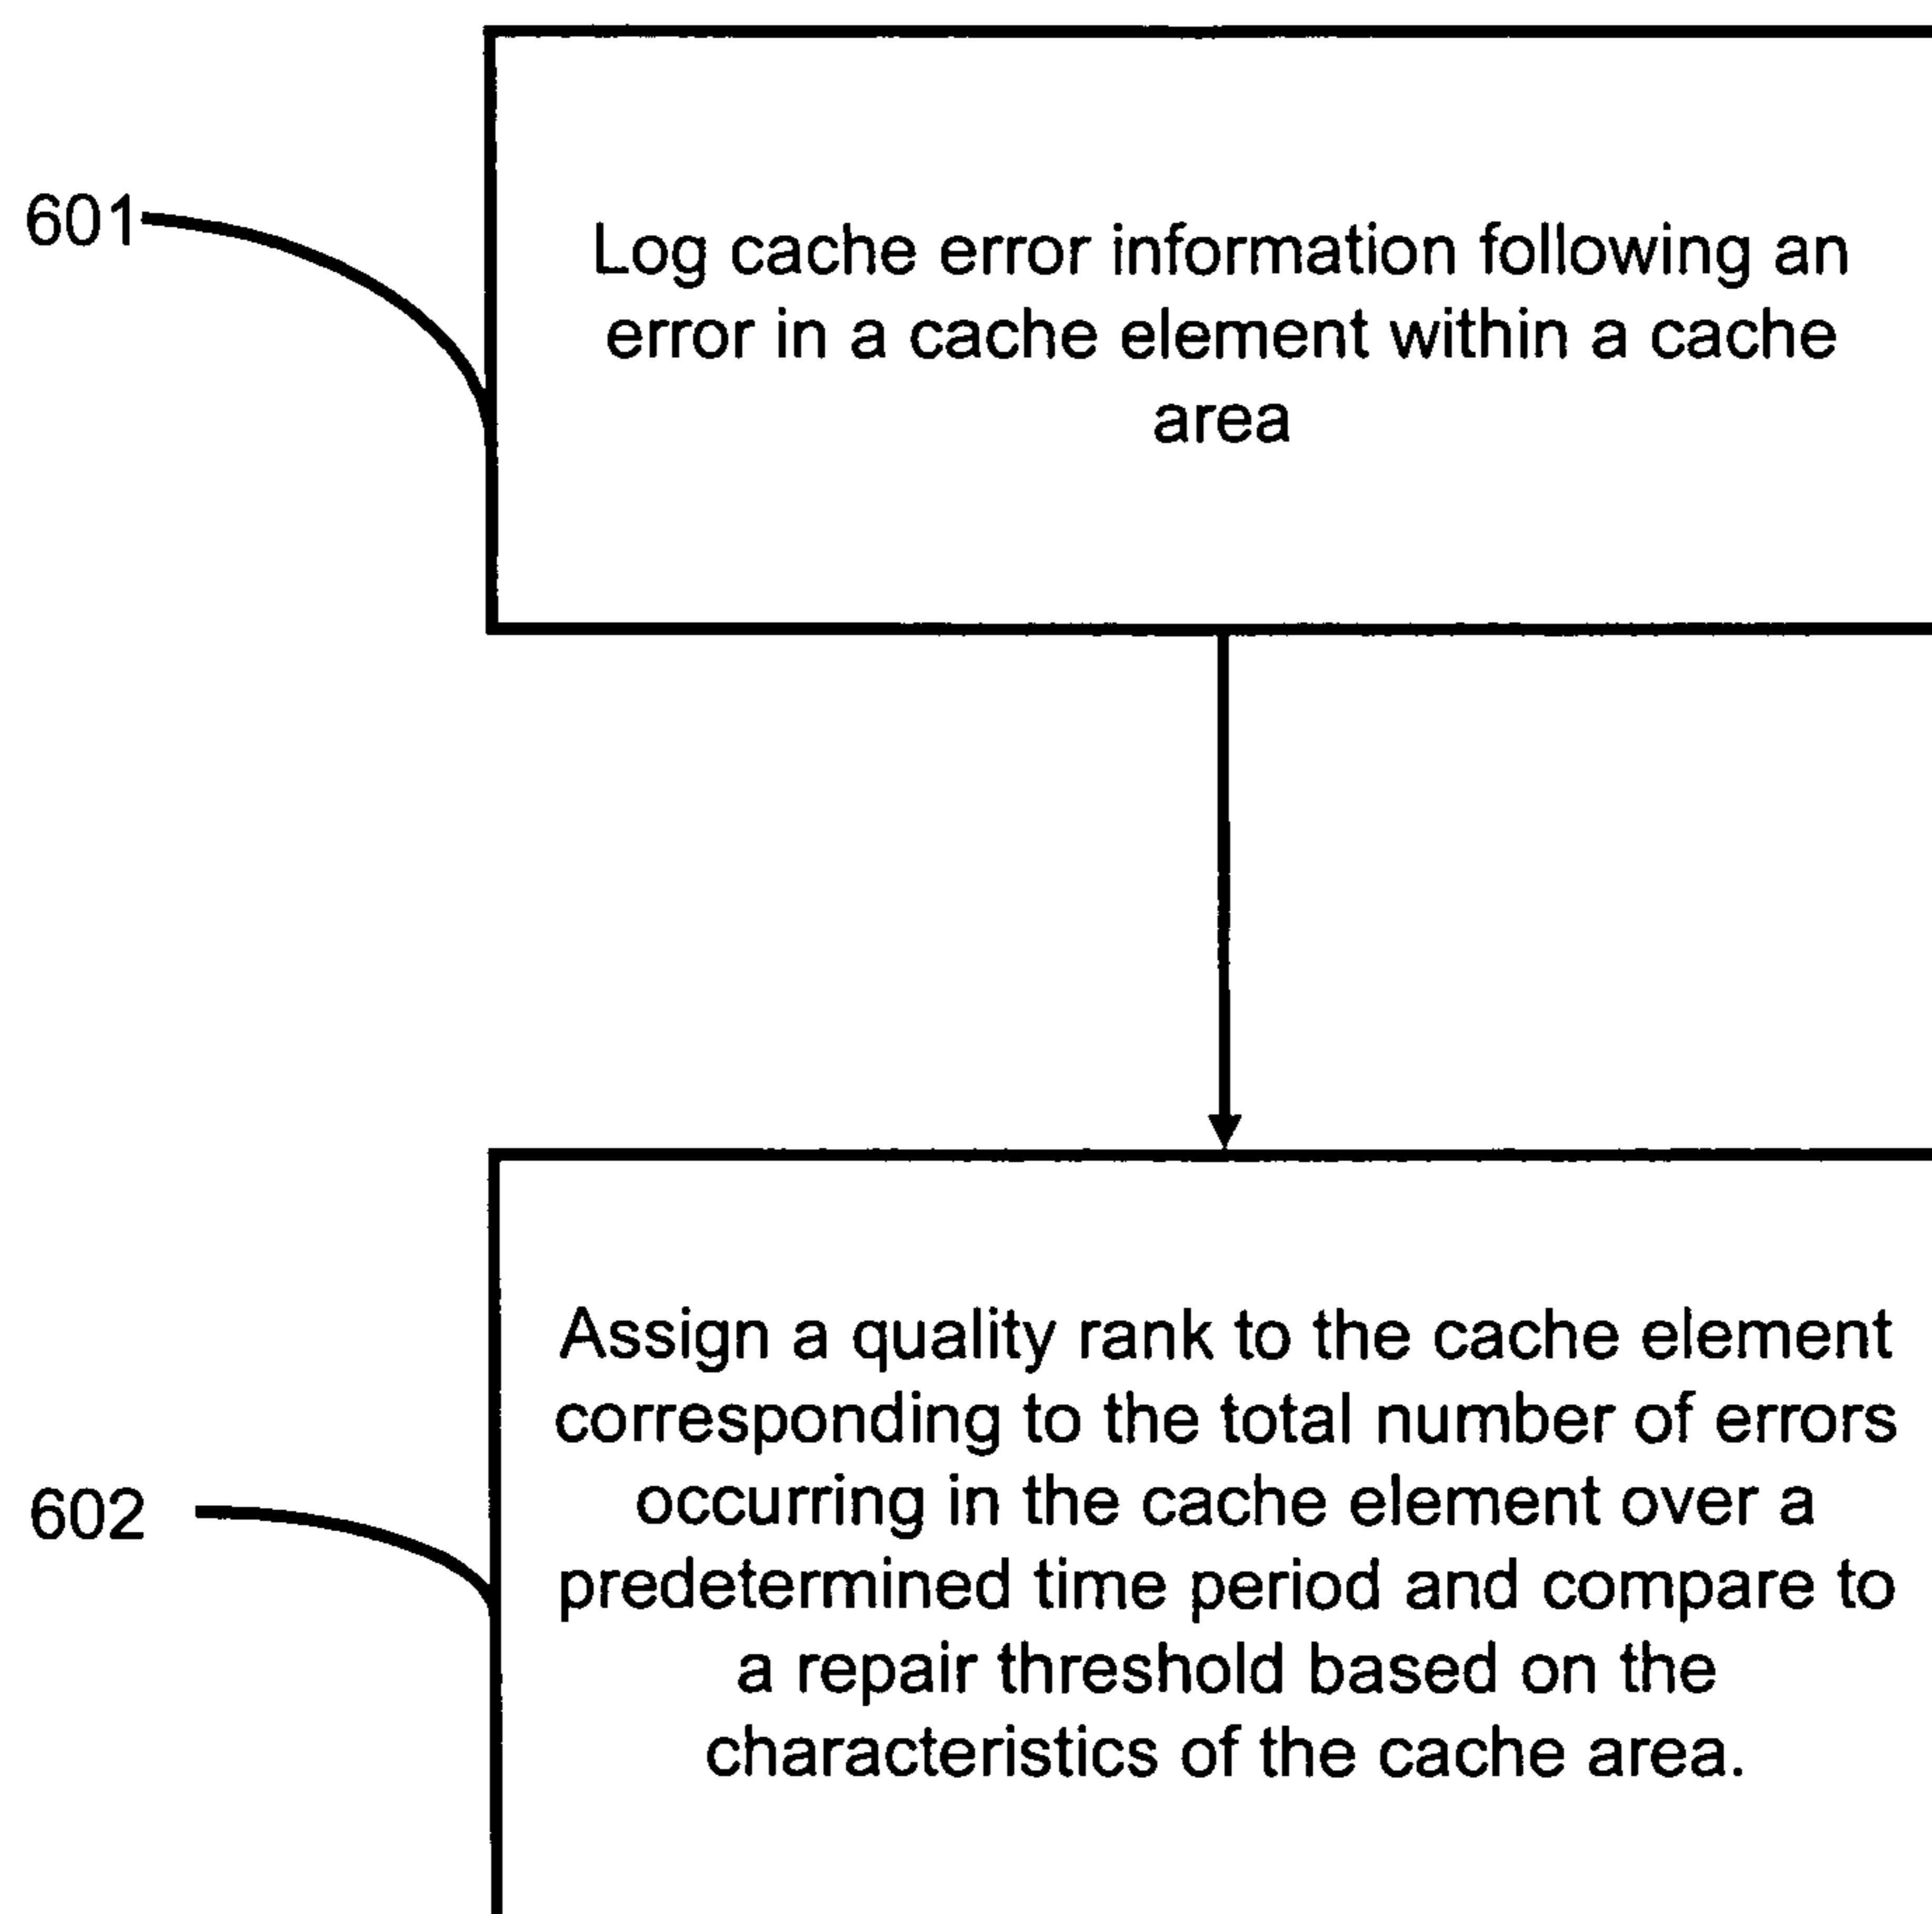 601
Log cache error information following an
error in a cache element within a cache
area
Assign a quality rank to the cache element
corresponding to the total number of errors
occurring in the cache element over a
602
predetermined time period and compare to
a repair threshold based on the
characteristics of the cache area.